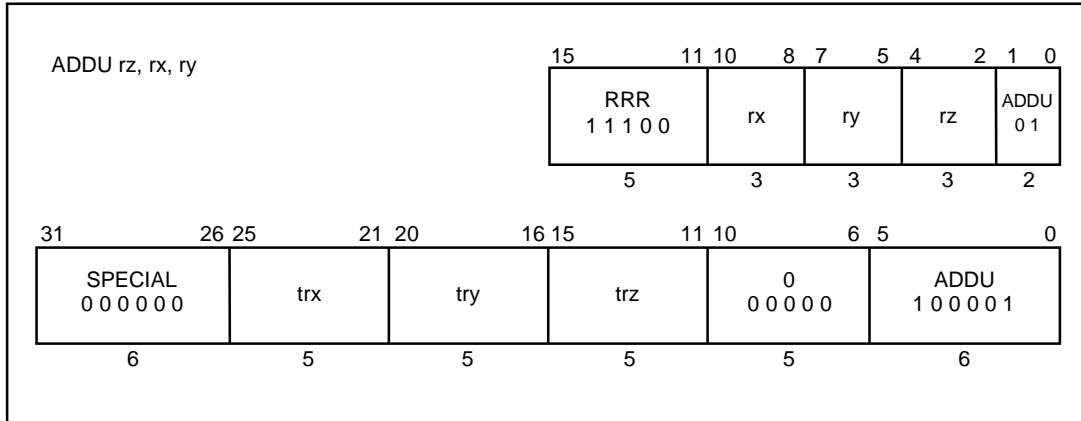 ADDU rz, rx, ry
15 11 10 8 7 5 4 2 1 0
RRR
1 1 1 0 0
rx
ry
rz
ADDU
0 1
5 3 3 3 2
31 26 25 21 20 16 15 11 10 6 5 0
SPECIAL
0 0 0 0 0 0
trx
try
trz
0
0 0 0 0 0
ADDU
1 0 0 0 0 1
6 5 5 5 5 6